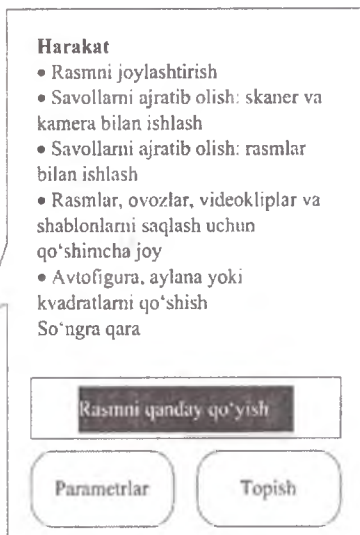 Harakat
• Rasmni joylashtirish
• Savollarni ajratib olish: skaner va
kamera bilan ishlash
• Savollarni ajratib olish: rasmlar
bilan ishlash
• Rasmlar, ovozlar, videokliplar va
shablonlarni saqlash uchun
qo‘shimcha joy
• Avtofigura, aylana yoki
kvadratlarni qo‘shish
So‘ngra qara
Rasmni qanday qo‘yish
Parametrlar Topish